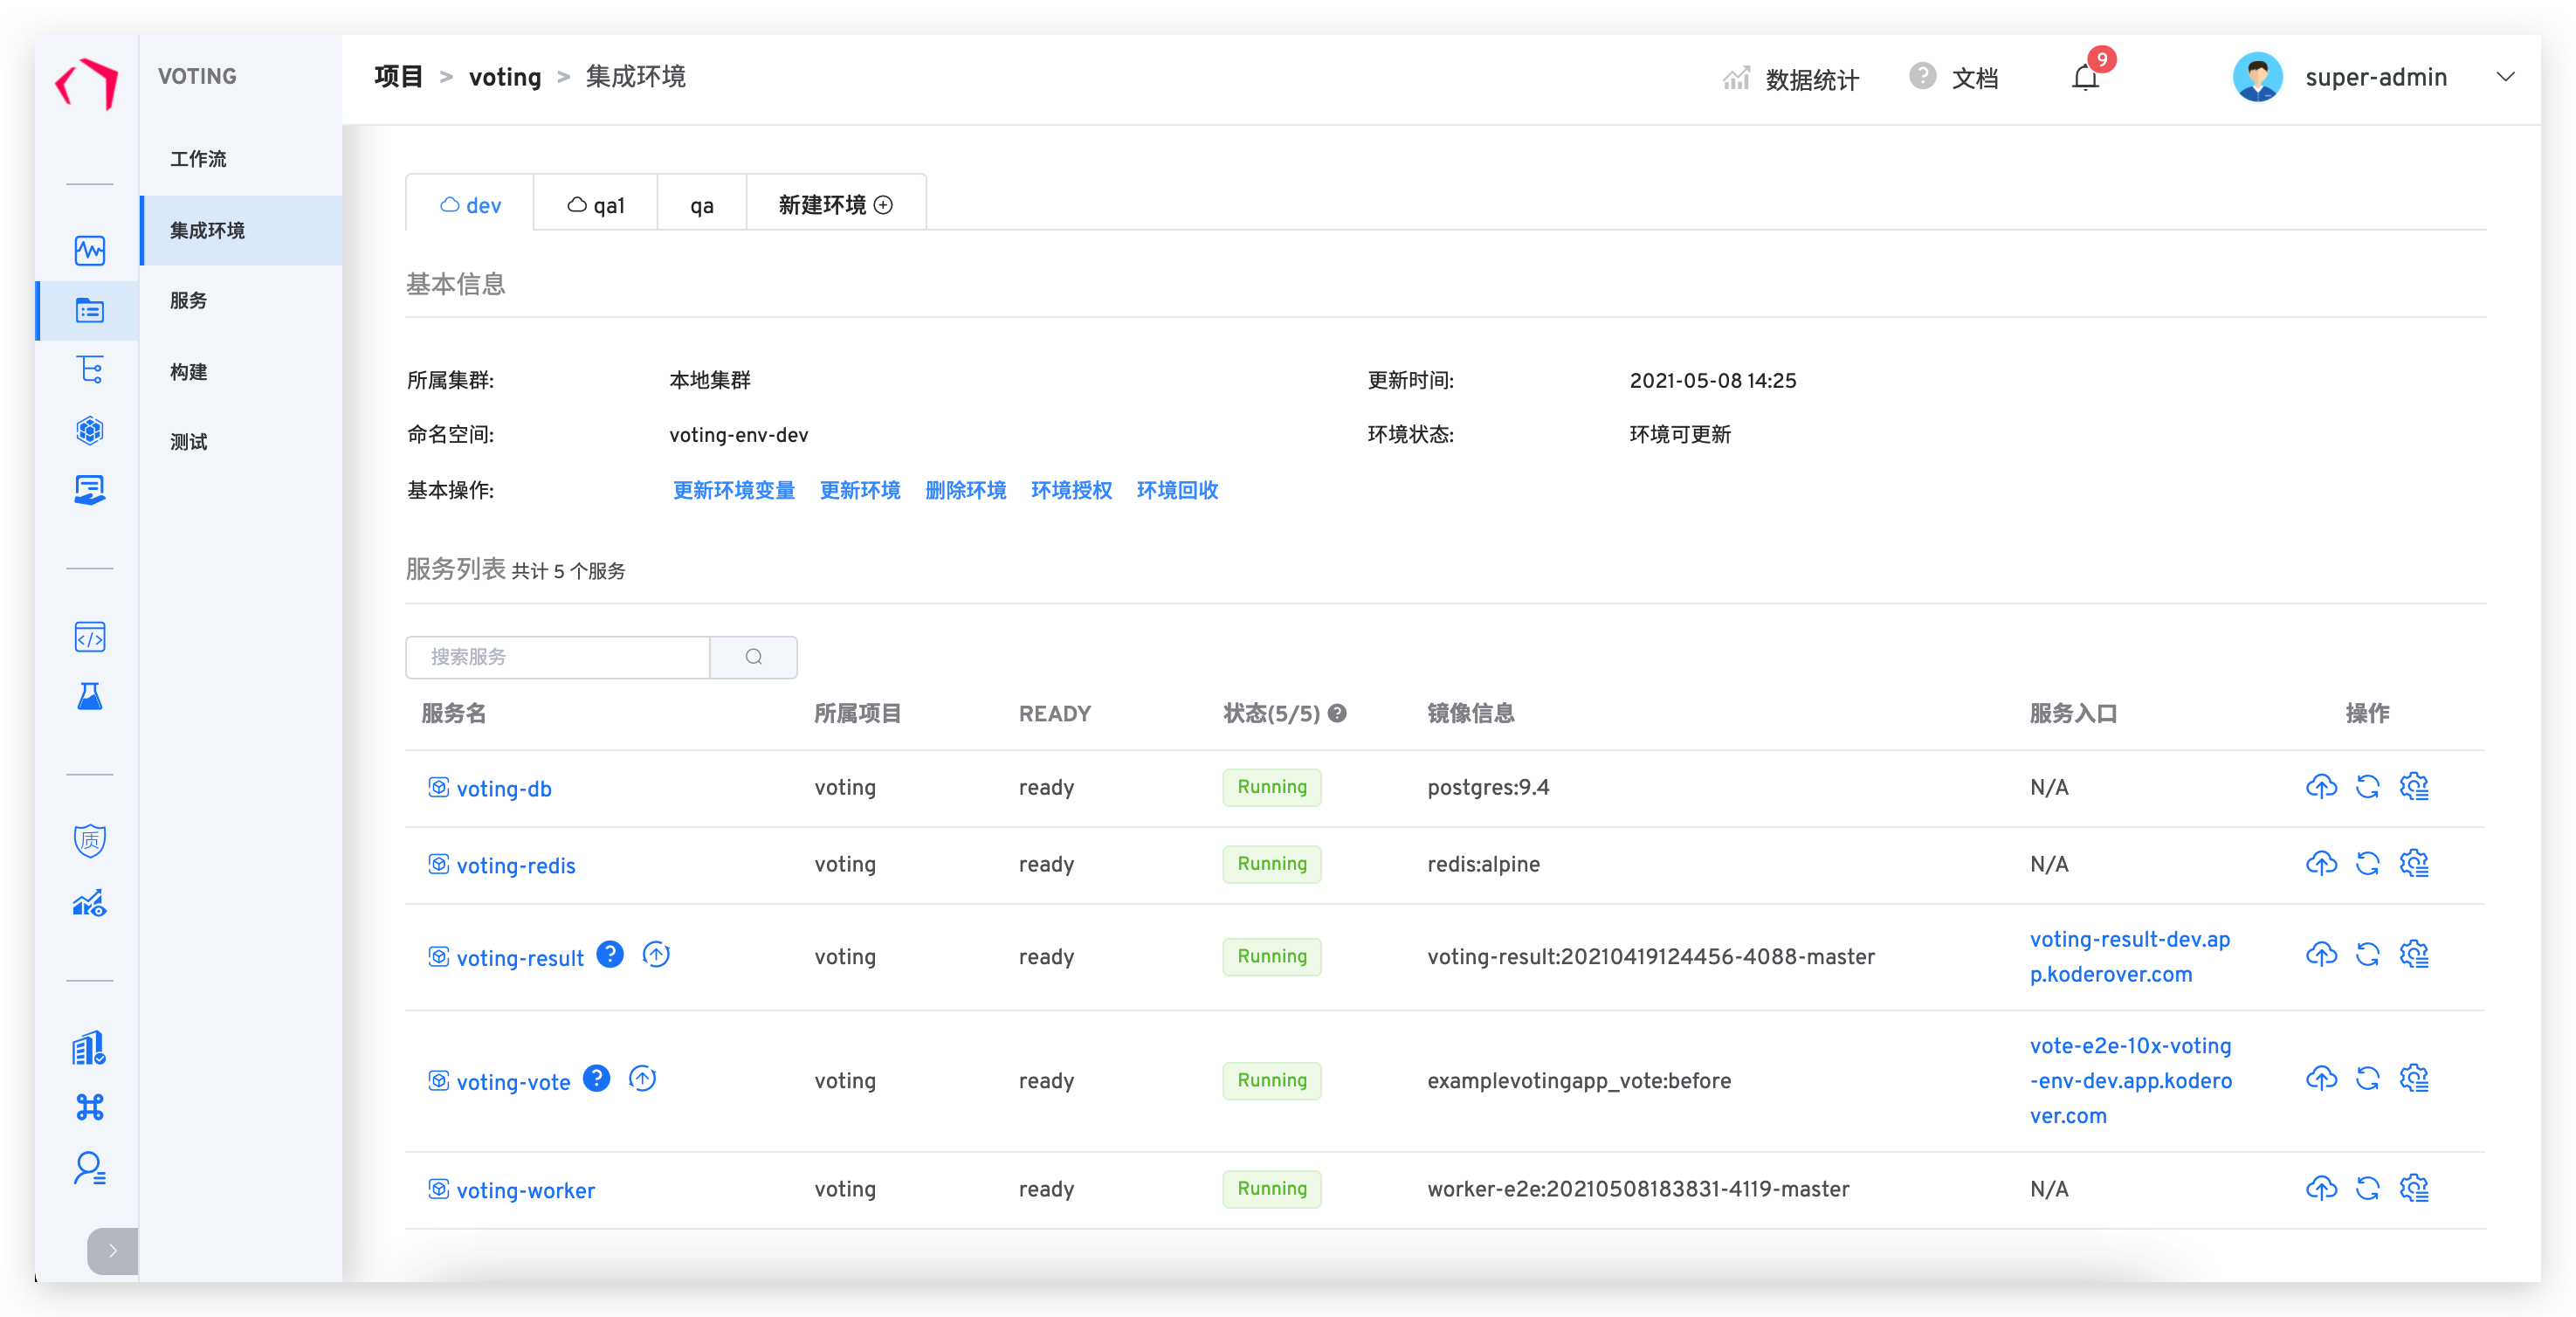 VOTING
工作流
集成环境
服务
构建
测试
质
项目 > voting > 集成环境
数据统计
文档
9
super-admin
dev
qa1
qa
新建环境
基本信息
所属集群: 本地集群 更新时间: 2021-05-08 14:25
命名空间: voting-env-dev 环境状态: 环境可更新
基本操作: 更新环境变量 更新环境 删除环境 环境授权 环境回收
服务列表 共计 5 个服务
搜索服务
服务名 所属项目 READY 状态(5/5) 镜像信息 服务入口 操作
voting-db voting ready Running postgres:9.4 N/A
voting-redis voting ready Running redis:alpine N/A
voting-result voting ready Running voting-result:20210419124456-4088-master voting-result-dev.ap
p.koderover.com
voting-vote voting ready Running examplevotingapp_vote:before vote-e2e-10x-voting
-env-dev.app.kodero
ver.com
voting-worker voting ready Running worker-e2e:20210508183831-4119-master N/A